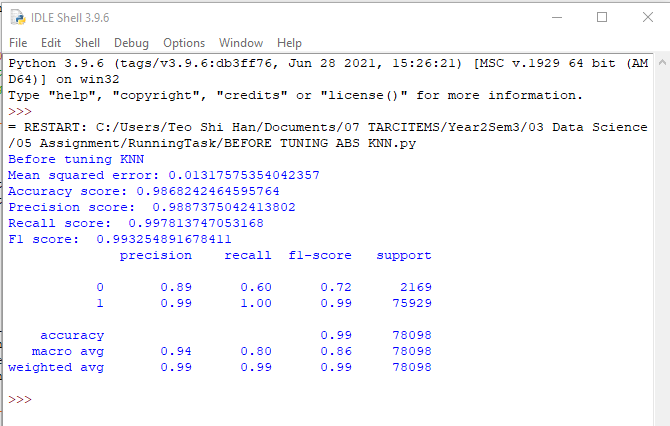 IDLE Shell 3.9.6
File Edit Shell Debug Options Window Help
Python 3.9.6 (tags/v3.9.6:db3ff76, Jun 28 2021, 15:26:21) [MSC v.1929 64 bit (AM
D64)] on win32
Type "help", "copyright", "credits" or "license()" for more information.
>>>
= RESTART: C:/Users/Teo Shi Han/Documents/07 TARCITEMS/Year2Sem3/03 Data Science
/05 Assignment/RunningTask/BEFORE TUNING ABS KNN.py
Before tuning KNN
Mean squared error: 0.01317575354042357
Accuracy score: 0.9868242464595764
Precision score:  0.9887375042413802
Recall score:  0.997813747053168
F1 score:  0.993254891678411
              precision    recall  f1-score   support
           0       0.89      0.60      0.72      2169
           1       0.99      1.00      0.99     75929
    accuracy                           0.99     78098
   macro avg       0.94      0.80      0.86     78098
weighted avg       0.99      0.99      0.99     78098
>>>